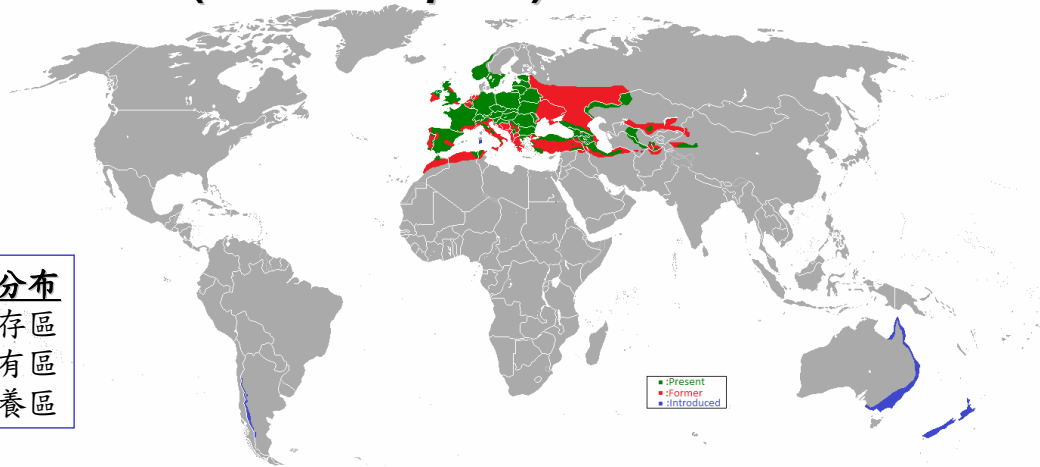 分布
存區
有區
養區
:Present
:Former
:Introduced